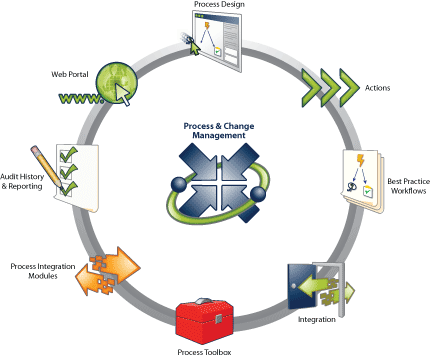 Process Design
Web Portal
www.
Actions
Process & Change
Management
Audit History
& Reporting
Best Practice
Workflows
Process Integration
Modules
Integration
Process Toolbox